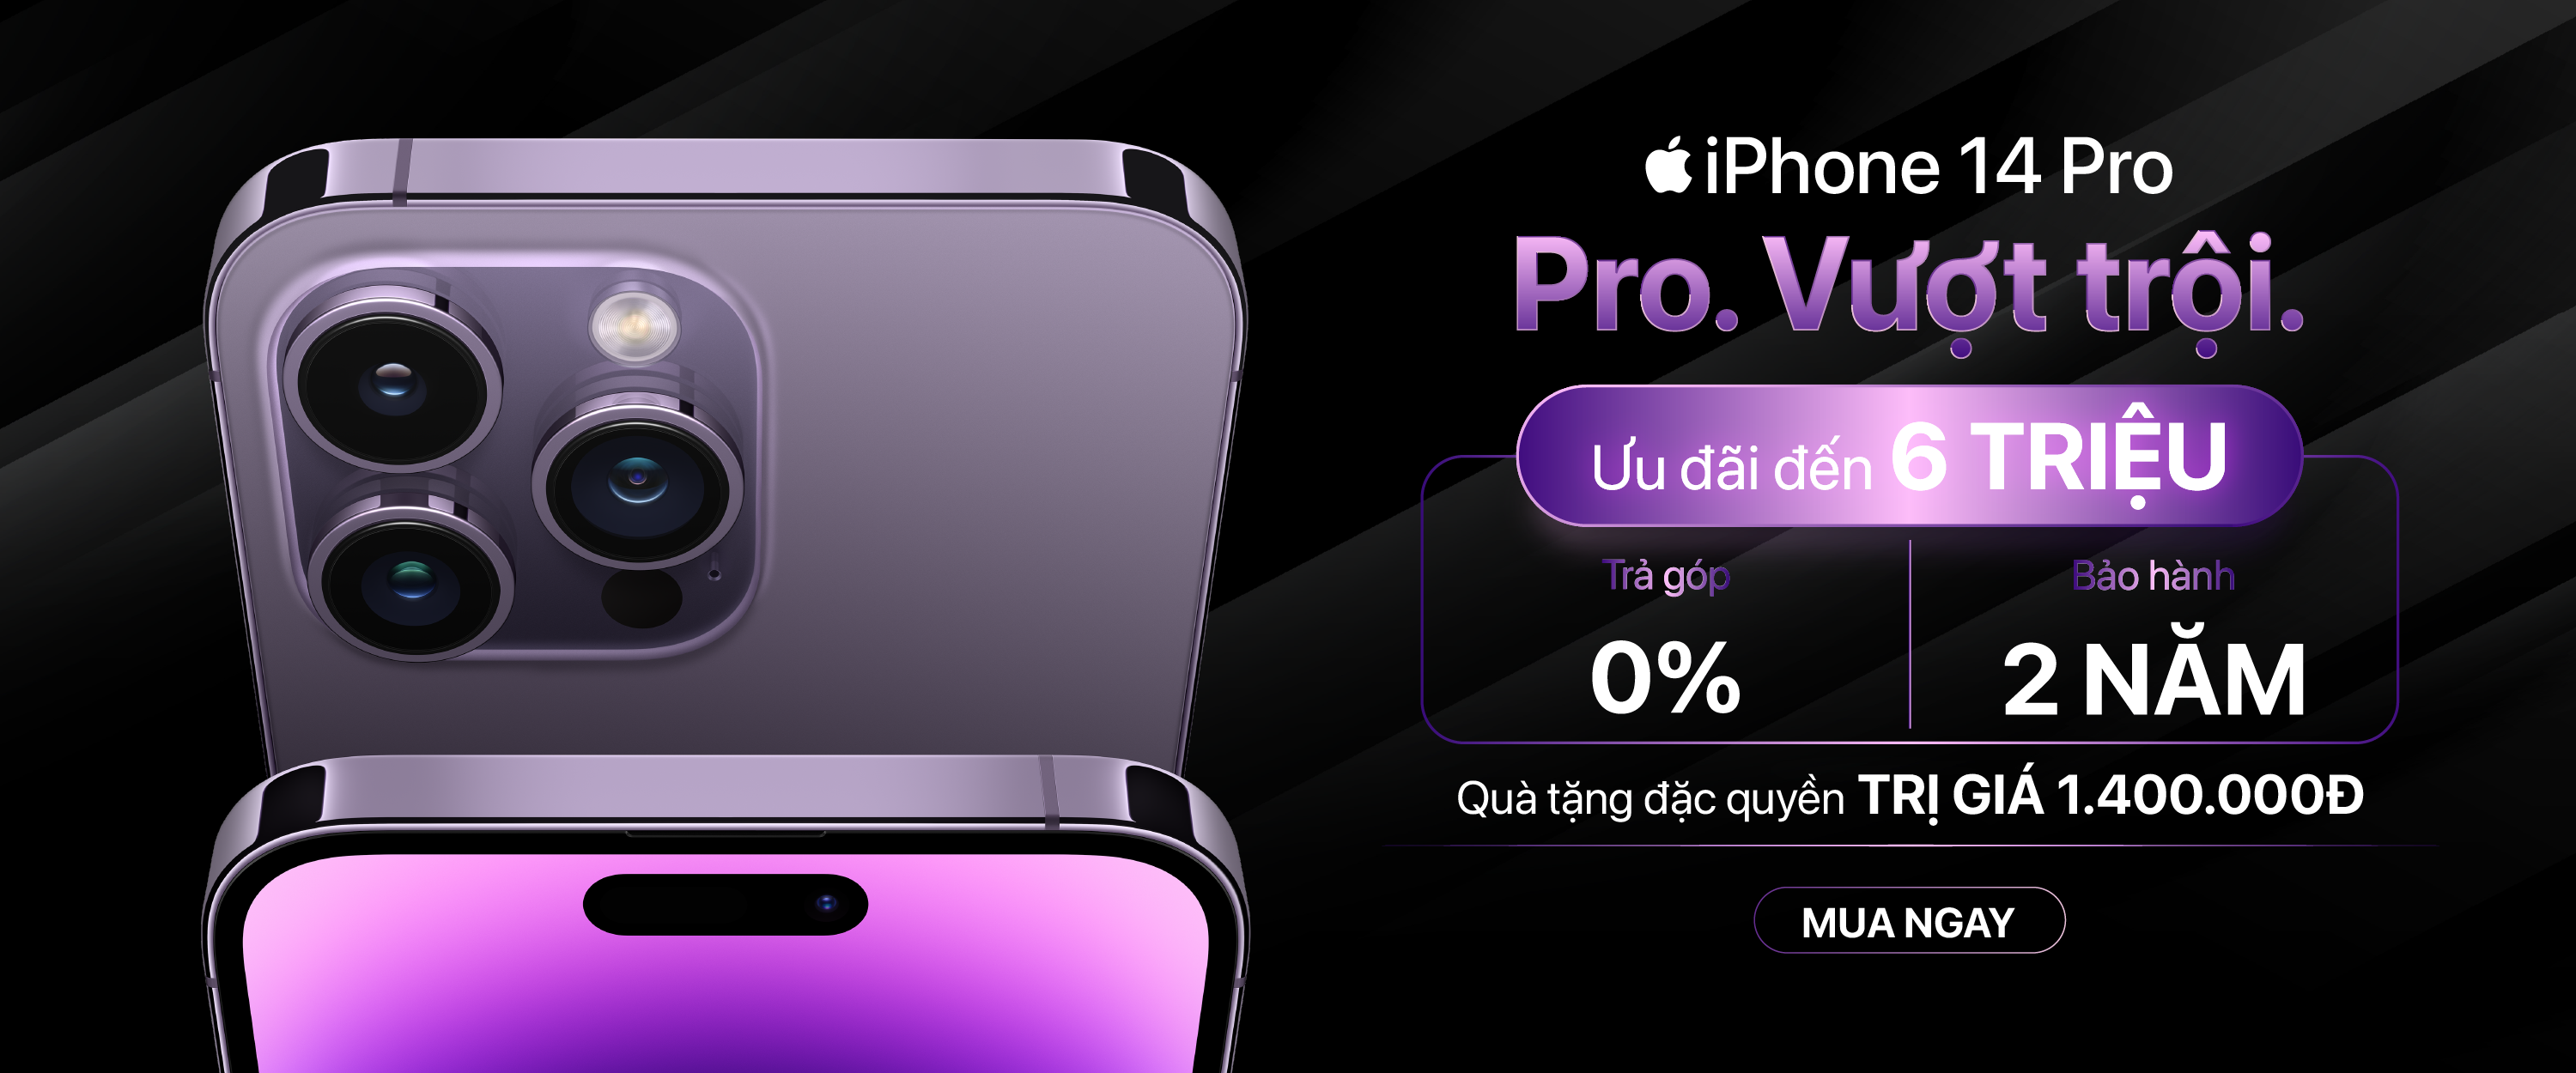 iPhone 14 Pro
Pro. Vượt trội.
Ưu đãi đến 6 TRIỆU
Trả góp
0%
Bảo hành
2 NĂM
Quà tặng đặc quyền TRỊ GIÁ 1.400.000Đ
MUA NGAY